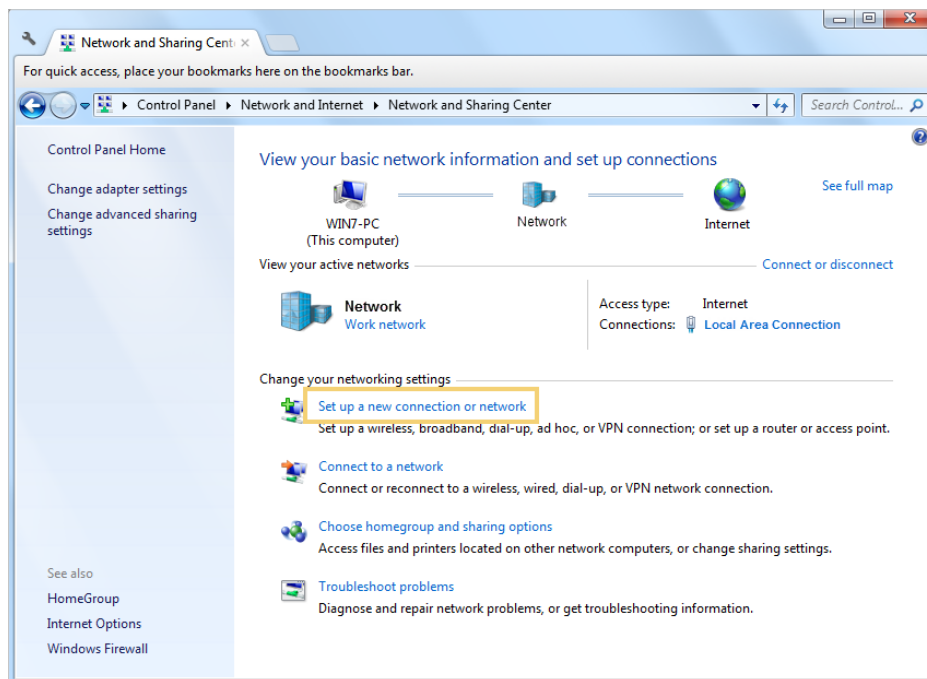 Network and Sharing Cent
For quick access, place your bookmarks here on the bookmarks bar.
Control Panel Network and Internet Network and Sharing Center Search Control...
Control Panel Home
Change adapter settings
Change advanced sharing
settings
See also
HomeGroup
Internet Options
Windows Firewall
View your basic network information and set up connections
See full map
WIN7-PC Network Internet
(This computer)
View your active networks Connect or disconnect
Network
Work network
Access type: Internet
Connections: Local Area Connection
Change your networking settings
Set up a new connection or network
Set up a wireless, broadband, dial-up, ad hoc, or VPN connection; or set up a router or access point.
Connect to a network
Connect or reconnect to a wireless, wired, dial-up, or VPN network connection.
Choose homegroup and sharing options
Access files and printers located on other network computers, or change sharing settings.
Troubleshoot problems
Diagnose and repair network problems, or get troubleshooting information.